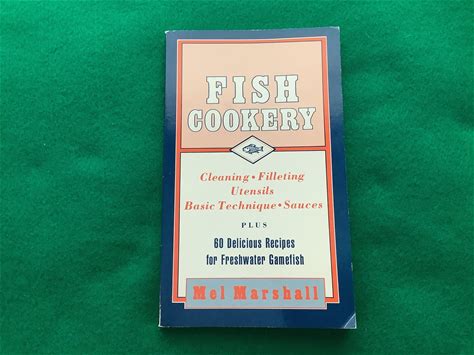 FISH
COOKERY
Cleaning • Filleting
Utensils
Basic Technique • Sauces
PLUS
60 Delicious Recipes
for Freshwater Gamefish
Mel Marshall